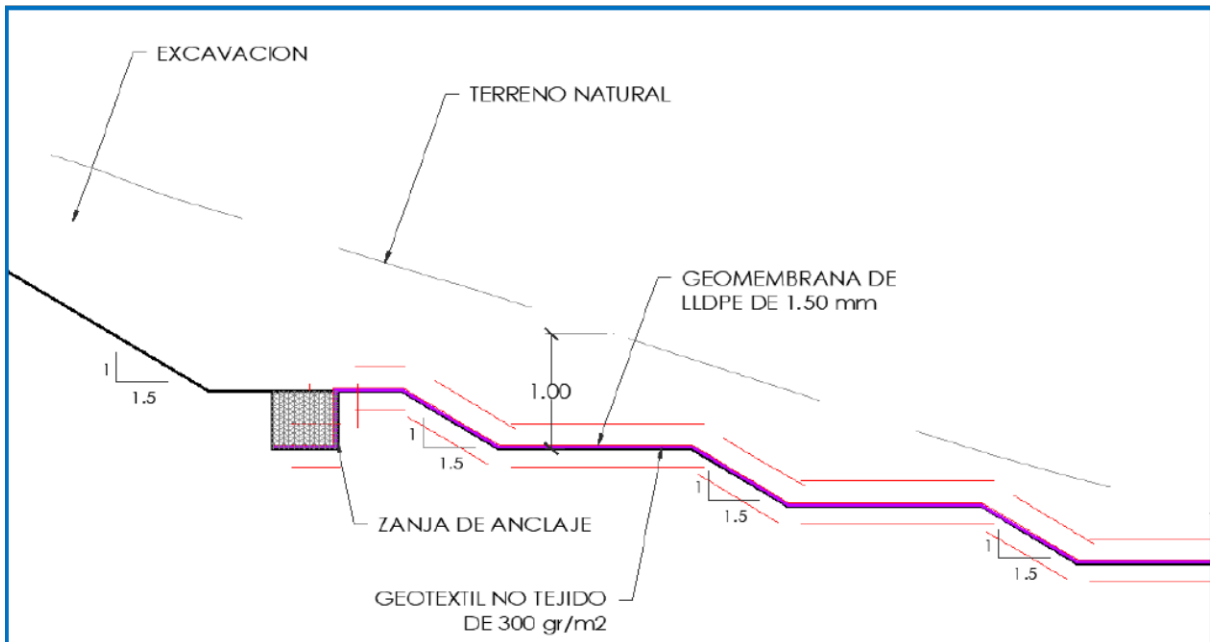 EXCAVACION
TERRENO NATURAL
GEOMEMBRANA DE
LLDPE DE 1.50 mm
1.00
1
1.5
1
1.5
1
1.5
1
1.5
ZANJA DE ANCLAJE
GEOTEXTIL NO TEJIDO
DE 300 gr/m2